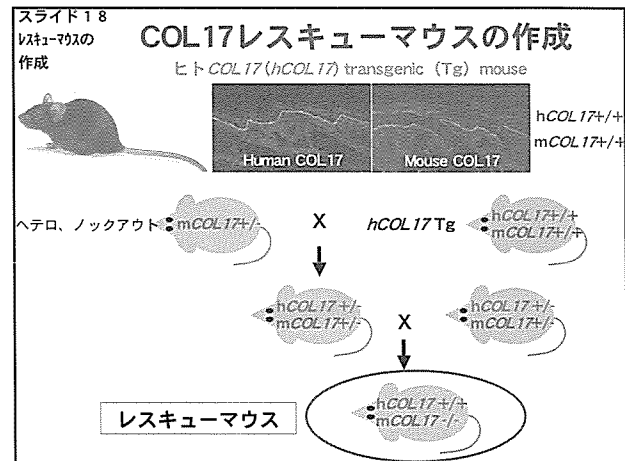 スライド18
ﾚｽｷｭｰﾏｳｽの
作成
COL17レスキューマウスの作成
ヒトCOL17(hCOL17) transgenic (Tg) mouse
Human COL17
Mouse COL17
hCOL17+/+
mCOL17+/+
ヘテロ、ノックアウト
mCOL17+/-
X
hCOL17 Tg
hCOL17+/+
mCOL17+/+
hCOL17+/-
mCOL17+/-
X
hCOL17+/-
mCOL17+/-
レスキューマウス
hCOL17+/+
mCOL17-/-